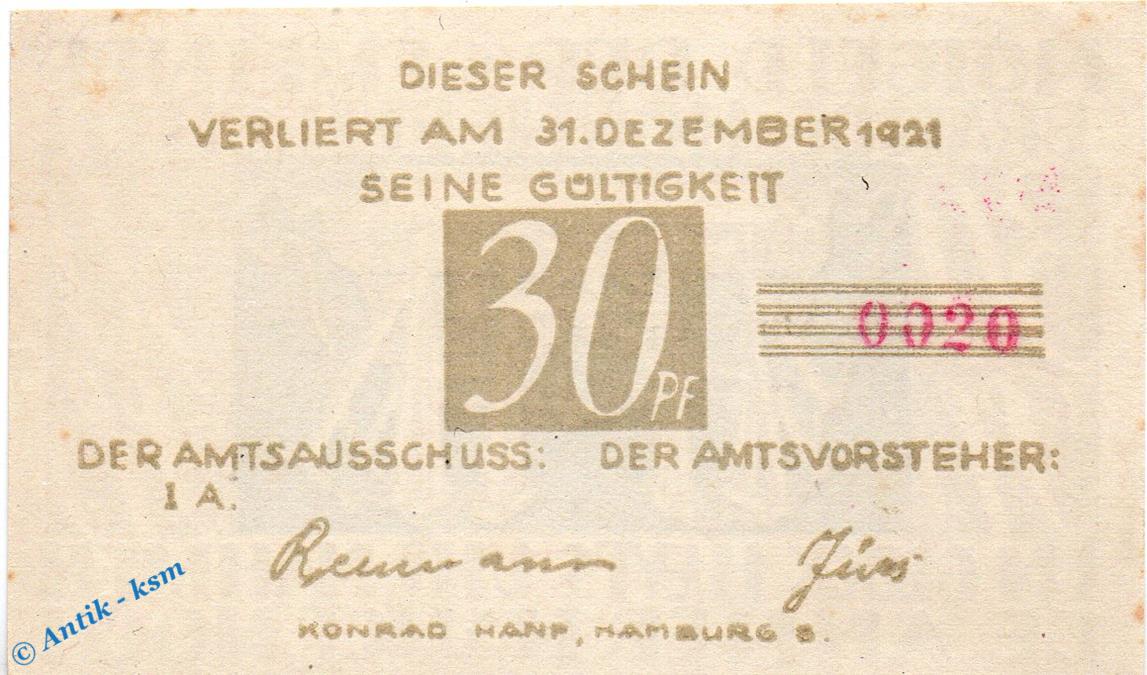 DIESER SCHEIN
VERLIERT AM 31. DEZEMBER 1921
SEINE GÜLTIGKEIT
30 PF
0020
DER AMTSAUSSCHUSS: DER AMTSVORSTEHER:
I A.
Jürs
KONRAD HANF, HAMBURG 8.
© Antik - ksm